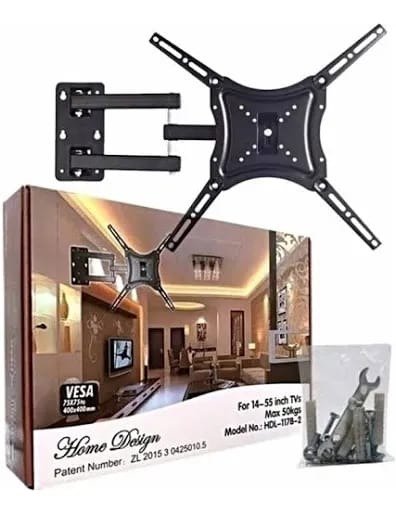 VESA
75X75to
400x400mm
For 14-55 inch TVs
Max 50kgs
Model No.: HDL-117B-2
Home Design
Patent Number: ZL 2015 3 0425010.5